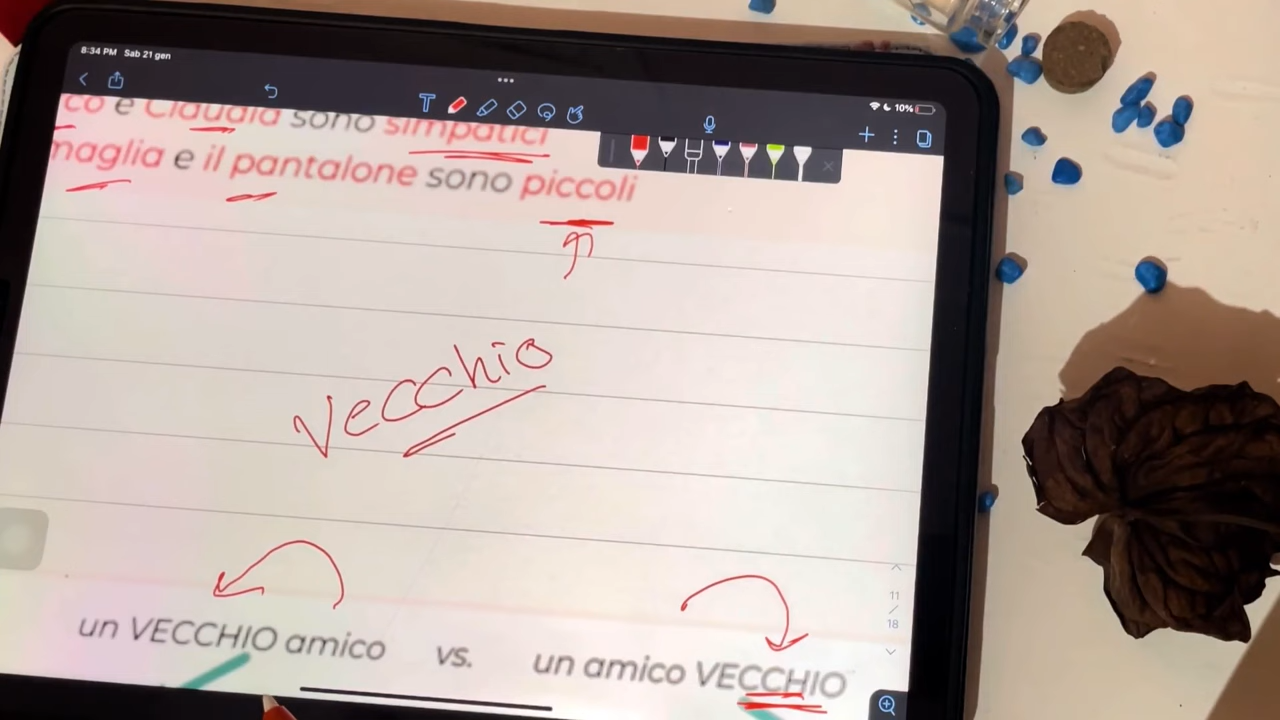 8:34 PM Sab 21 gen
10%
co e Claudia sono simpatici
maglia e il pantalone sono piccoli
Vecchio
11
/
18
un VECCHIO amico vs. un amico VECCHIO